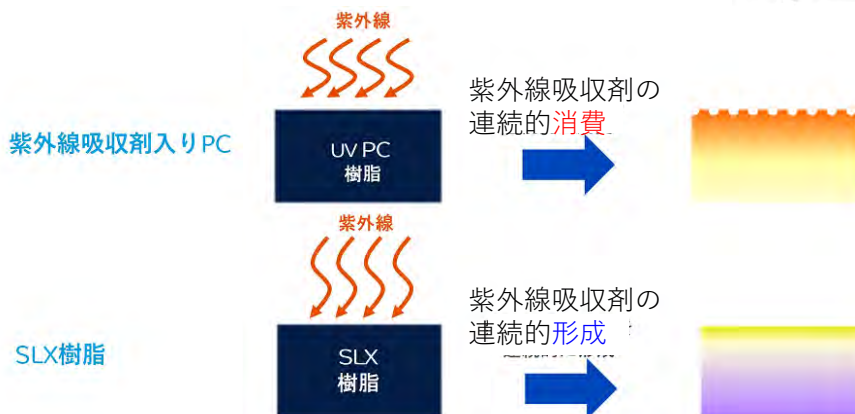 紫外線
紫外線吸収剤入りPC
UV PC
樹脂
紫外線吸収剤の
連続的消費
紫外線
SLX樹脂
SLX
樹脂
紫外線吸収剤の
連続的形成